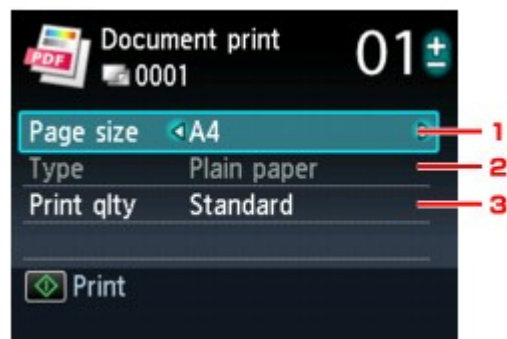 Document print
PDF
0001
01
Page size A4 1
Type Plain paper 2
Print qlty Standard 3
Print